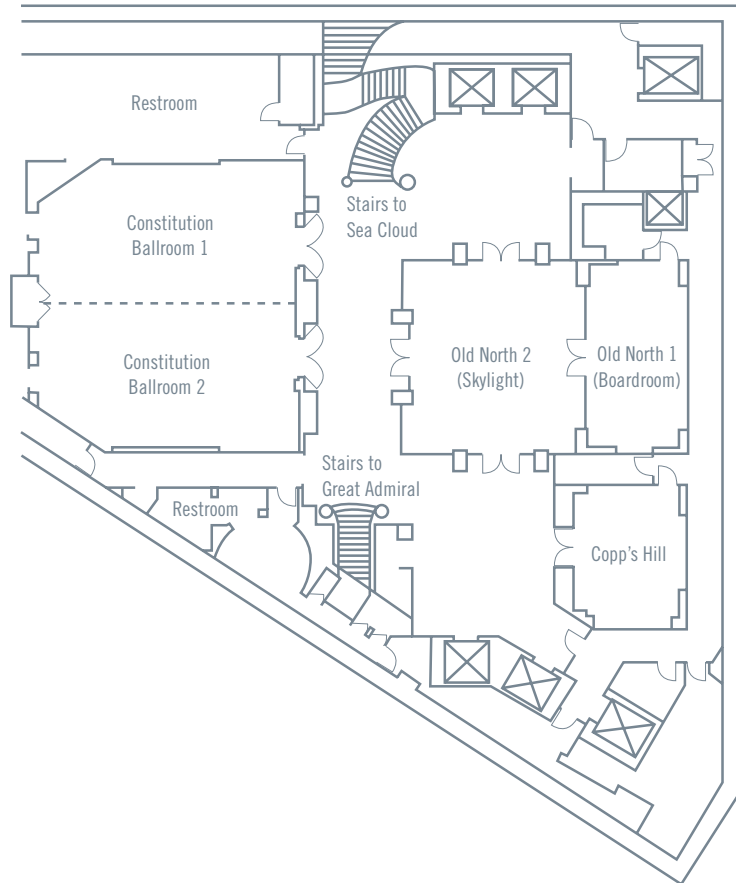 Restroom
Stairs to
Sea Cloud
Constitution
Ballroom 1
Constitution
Ballroom 2
Old North 2
(Skylight)
Old North 1
(Boardroom)
Stairs to
Great Admiral
Restroom
Copp's Hill